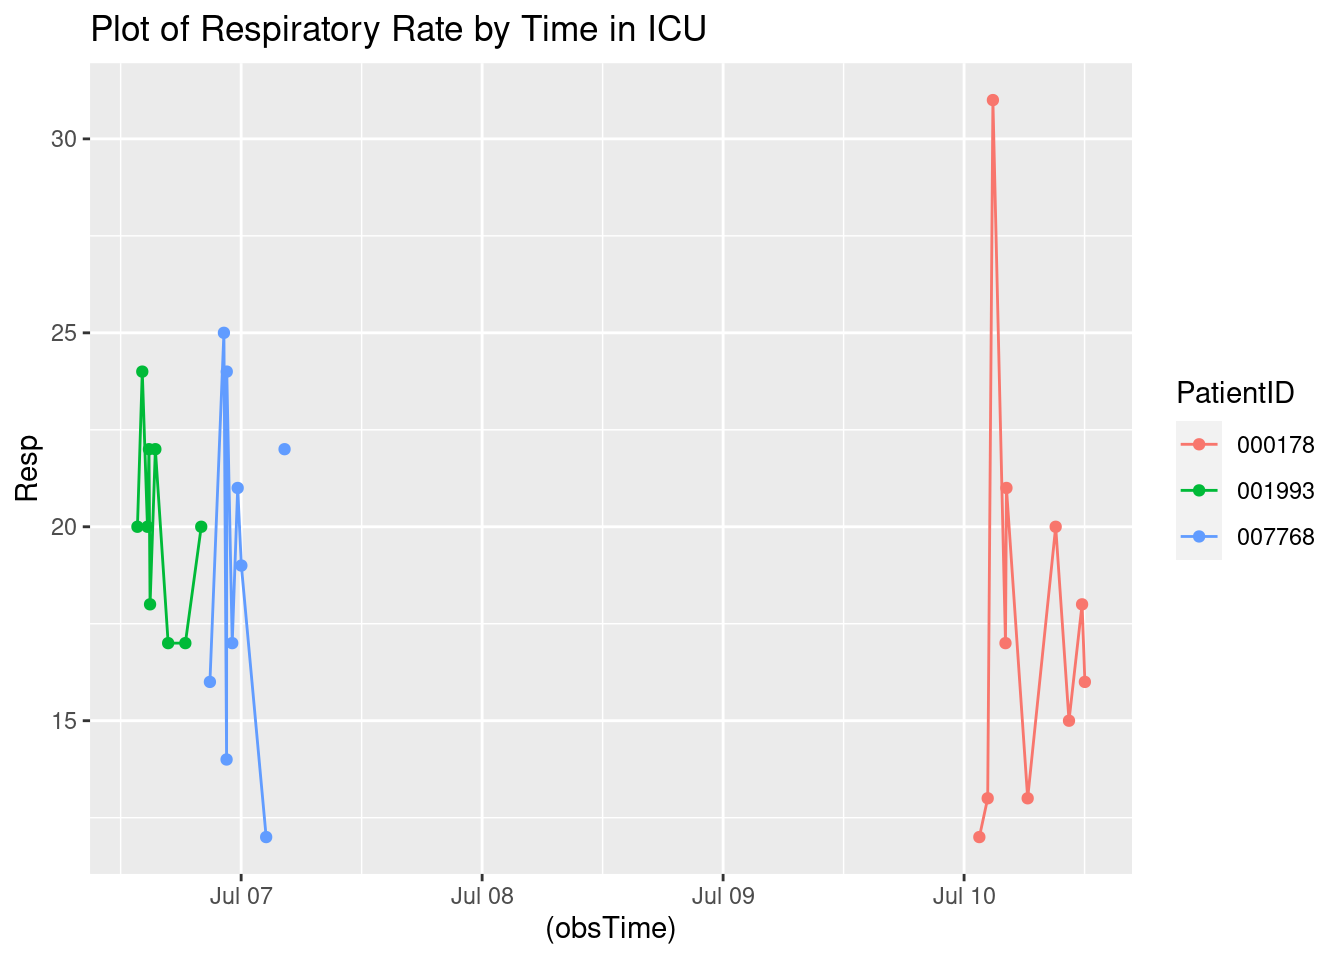 Plot of Respiratory Rate by Time in ICU
30
25
20
15
Resp
Jul 07
Jul 08
Jul 09
Jul 10
(obsTime)
PatientID
000178
001993
007768